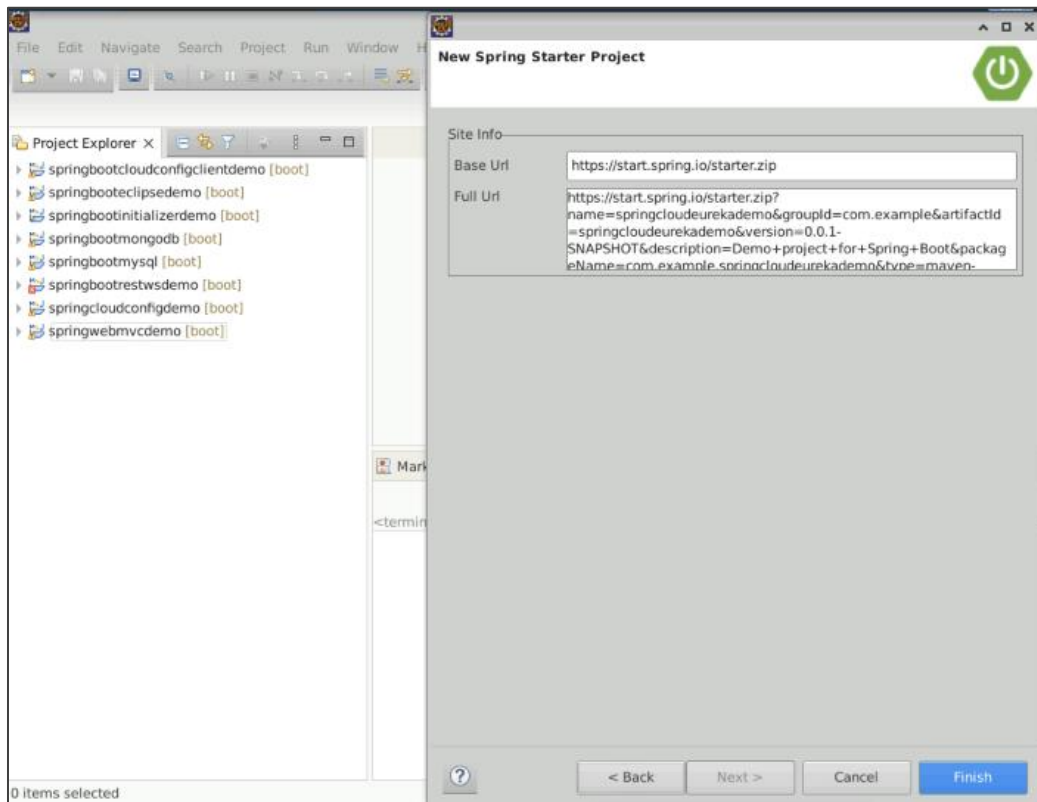 File Edit Navigate Search Project Run Window H
New Spring Starter Project
Project Explorer
springbootcloudconfigclientdemo [boot]
springbooteclipsedemo [boot]
springbootinitializerdemo [boot]
springbootmongodb [boot]
springbootmysql [boot]
springbootrestwsdemo [boot]
springcloudconfigdemo [boot]
springwebmvcdemo [boot]
Mark
<termin
0 items selected
Site Info
Base Url https://start.spring.io/starter.zip
Full Url https://start.spring.io/starter.zip?
name=springcloudeurekademo&groupId=com.example&artifactId
=springcloudeurekademo&version=0.0.1-
SNAPSHOT&description=Demo+project+for+Spring+Boot&packag
eName=com.example.springcloudeurekademo&type=maven-
? < Back Next > Cancel Finish